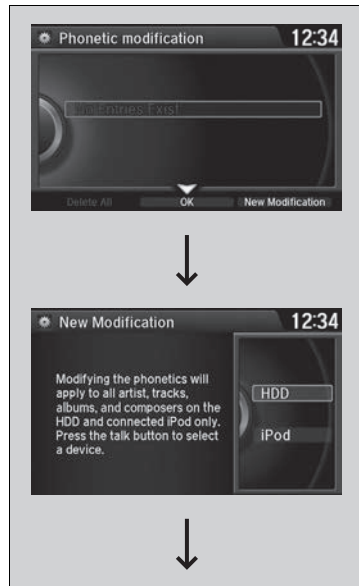 Phonetic modification 12:34
No Entries Exist
Delete All OK New Modification
New Modification 12:34
Modifying the phonetics will
apply to all artist, tracks,
albums, and composers on the
HDD and connected iPod only.
Press the talk button to select
a device.
HDD
iPod